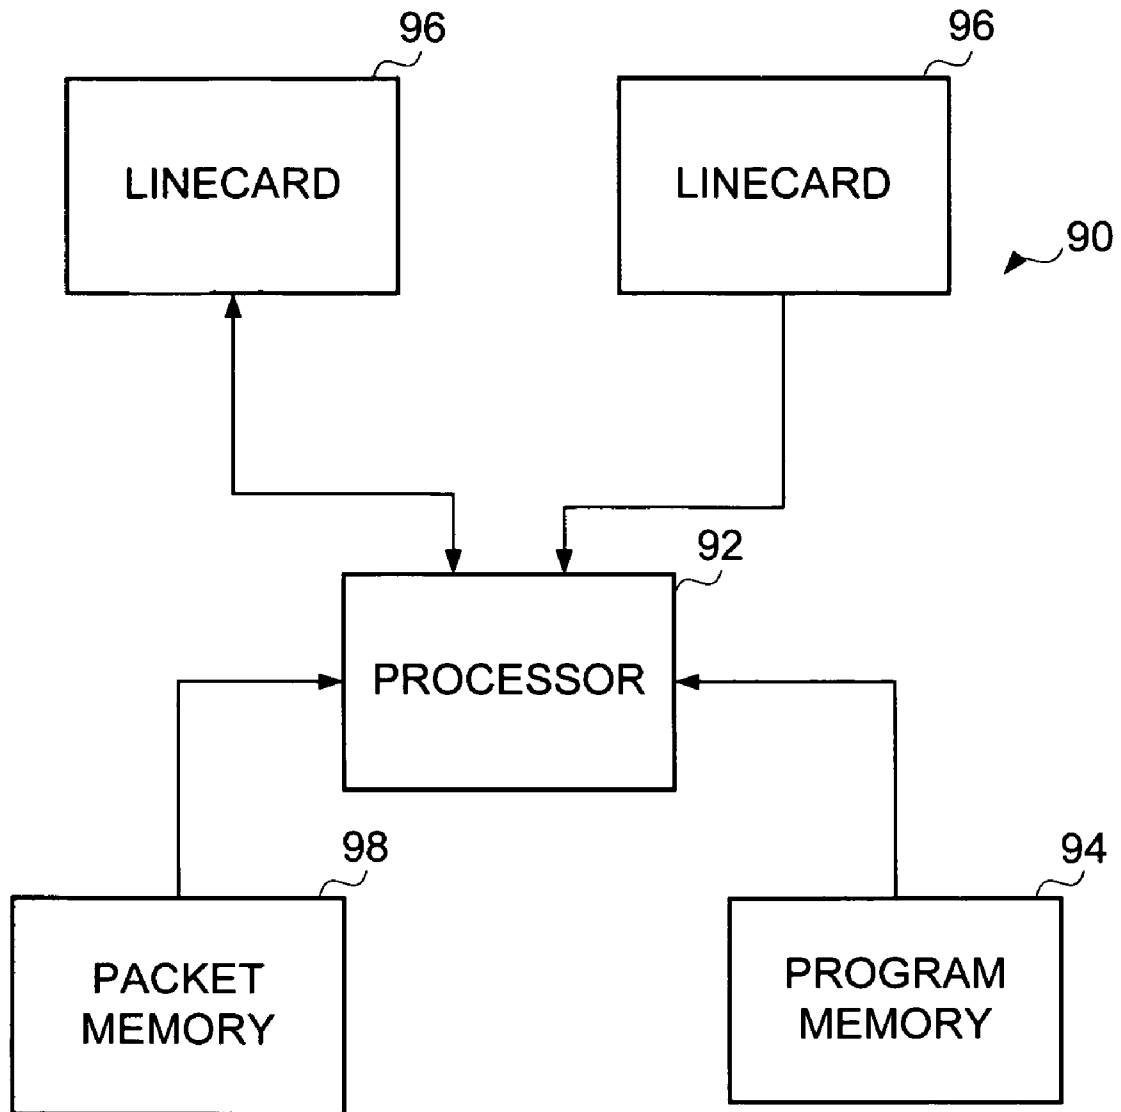 96
96
LINECARD
LINECARD
90
92
PROCESSOR
98
94
PACKET
MEMORY
PROGRAM
MEMORY